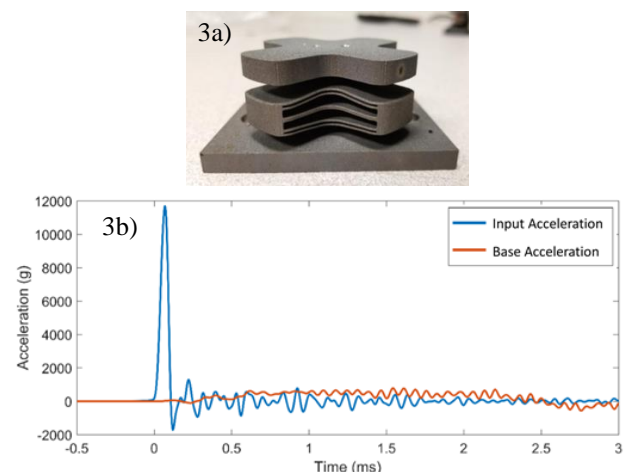 3a)
3b)
12000
10000
8000
6000
4000
2000
0
-2000
Acceleration (g)
Input Acceleration
Base Acceleration
-0.5 0 0.5 1 1.5 2 2.5 3
Time (ms)